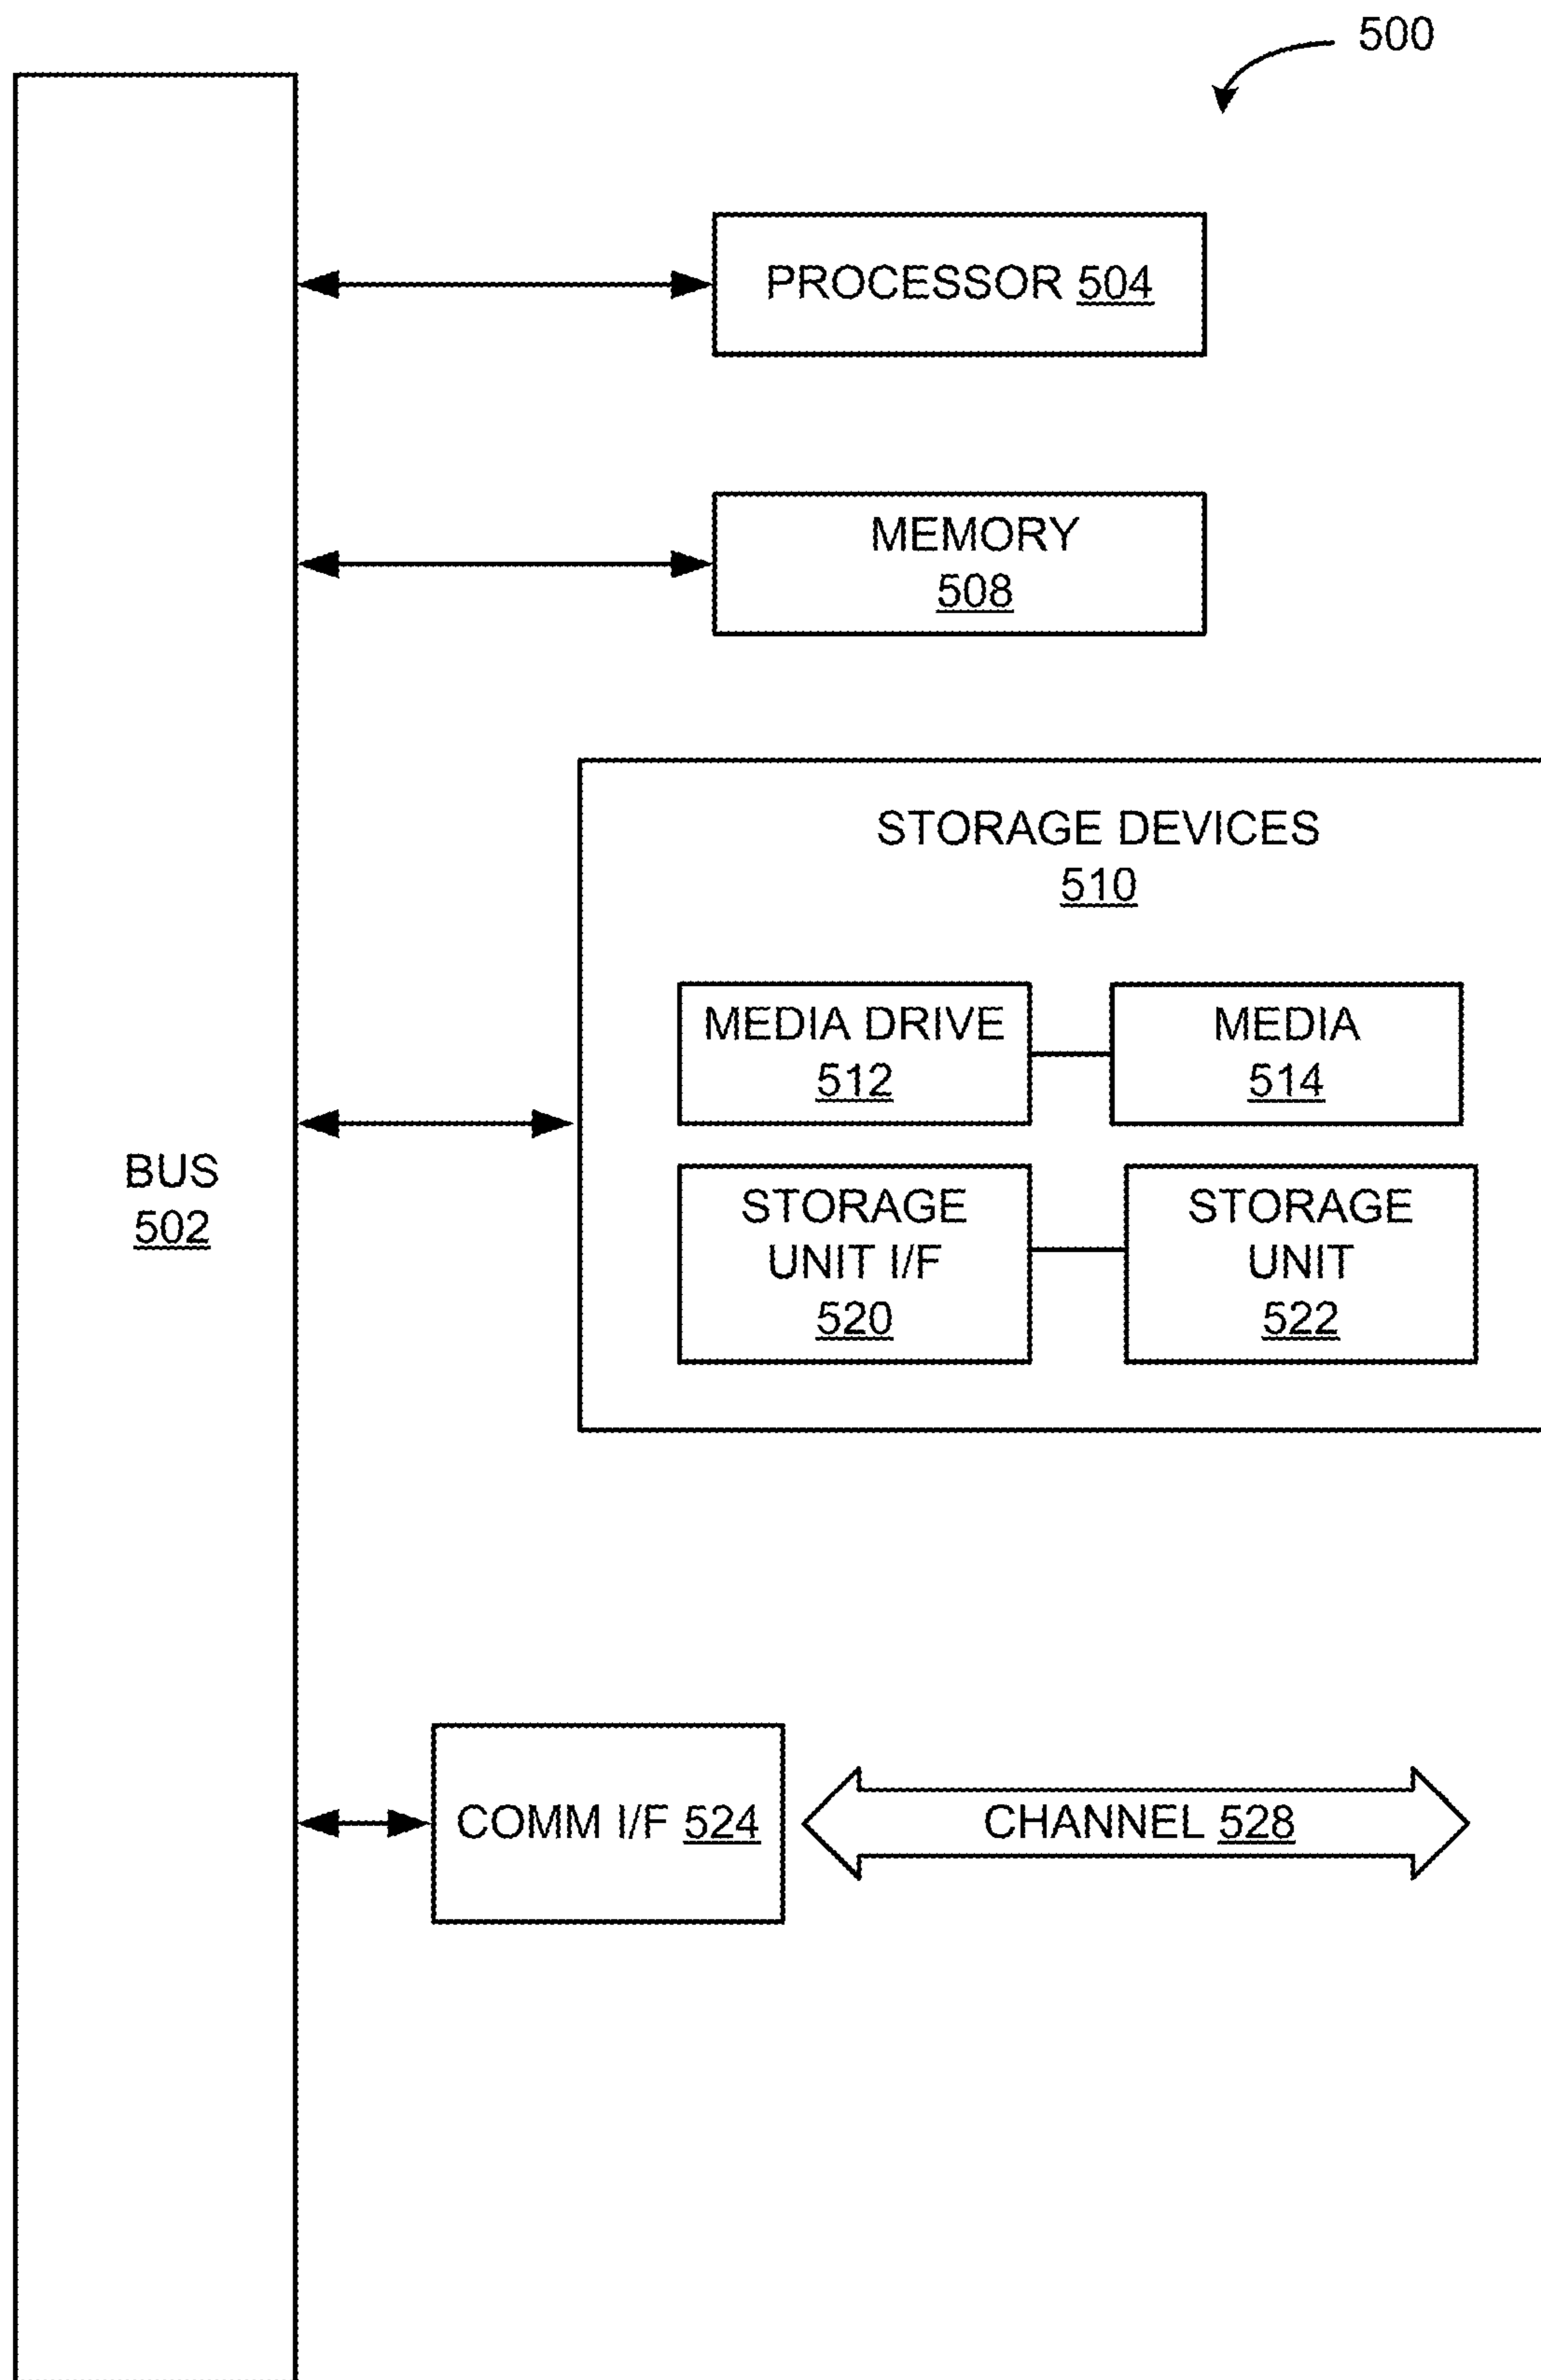 500
PROCESSOR 504
MEMORY
508
STORAGE DEVICES
510
MEDIA DRIVE
512
MEDIA
514
BUS
502
STORAGE
UNIT I/F
520
STORAGE
UNIT
522
COMM I/F 524
CHANNEL 528